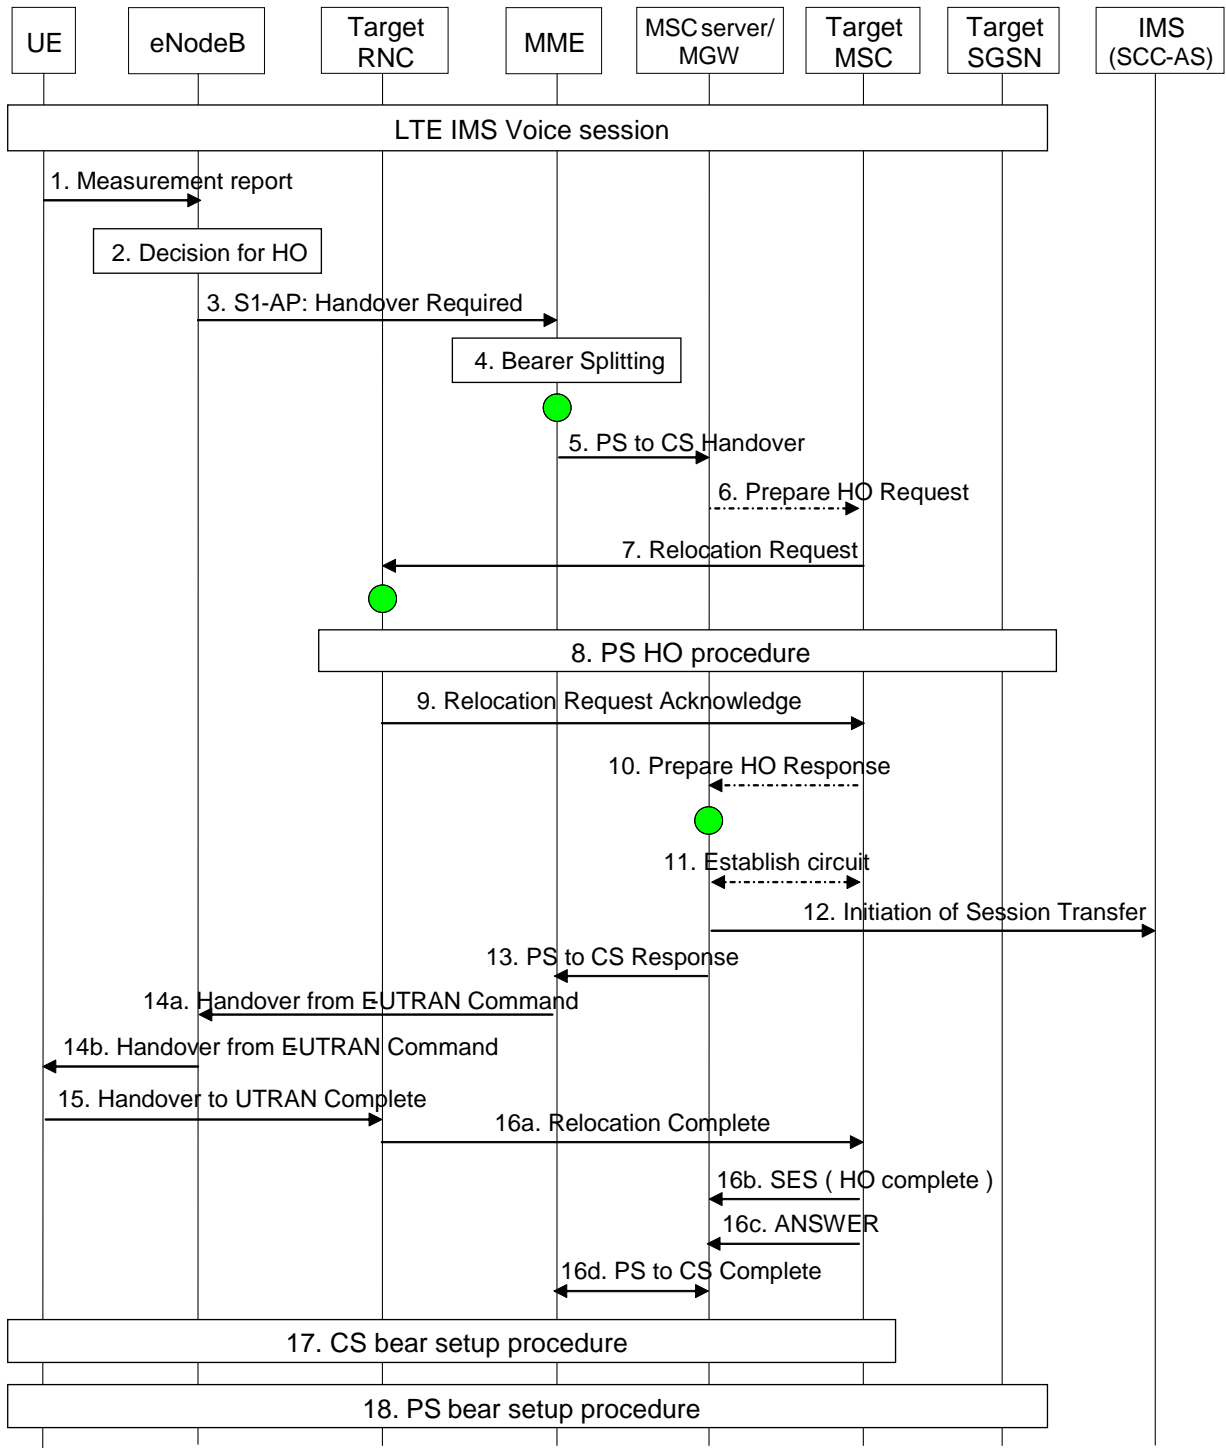 UE
eNodeB
Target
RNC
MME
MSC server/
MGW
Target
MSC
Target
SGSN
IMS
(SCC-AS)
LTE IMS Voice session
1. Measurement report
2. Decision for HO
3. S1-AP: Handover Required
4. Bearer Splitting
5. PS to CS Handover
6. Prepare HO Request
7. Relocation Request
8. PS HO procedure
9. Relocation Request Acknowledge
10. Prepare HO Response
11. Establish circuit
12. Initiation of Session Transfer
13. PS to CS Response
14a. Handover from E-UTRAN Command
14b. Handover from E-UTRAN Command
15. Handover to UTRAN Complete
16a. Relocation Complete
16b. SES ( HO complete )
16c. ANSWER
16d. PS to CS Complete
17. CS bear setup procedure
18. PS bear setup procedure